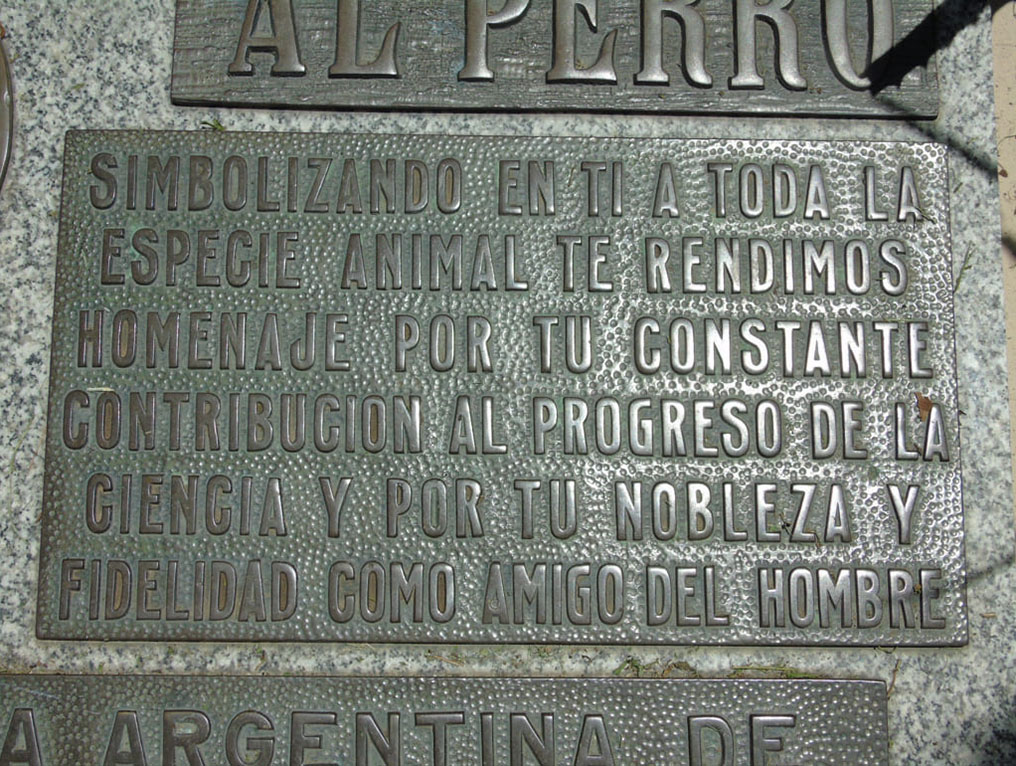 AL PERRO
SIMBOLIZANDO EN TI A TODA LA
ESPECIE ANIMAL TE RENDIMOS
HOMENAJE POR TU CONSTANTE
CONTRIBUCION AL PROGRESO DE LA
CIENCIA Y POR TU NOBLEZA Y
FIDELIDAD COMO AMIGO DEL HOMBRE
A ARGENTINA DE